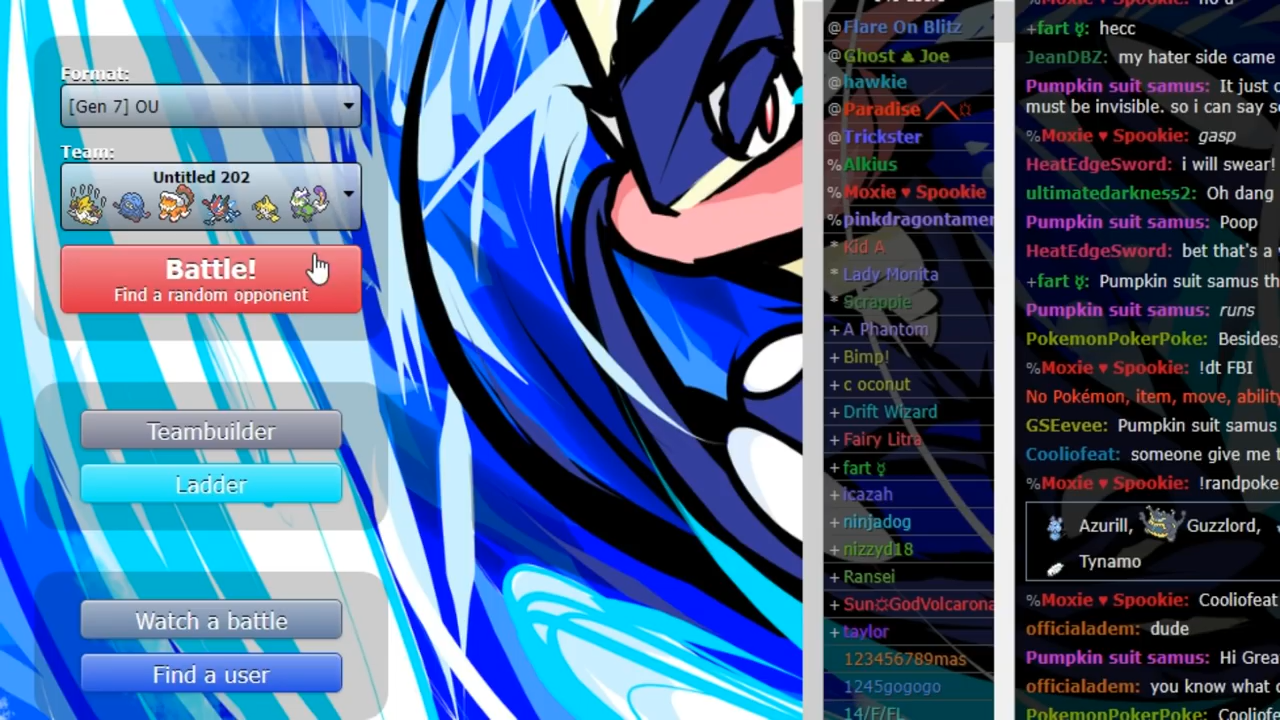 Format:
[Gen 7] OU
Team:
Untitled 202
Battle!
Find a random opponent
Teambuilder
Ladder
Watch a battle
Find a user
@Flare On Blitz
@Ghost Joe
@hawkie
@Paradise
@Trickster
%Alkius
%Moxie ♥ Spookie
%pinkdragontamer
* Kid A
* Lady Monita
* Scrappie
+A Phantom
+Bimp!
+c oconut
+Drift Wizard
+Fairy Litra
+fart ☿
+icazah
+ninjadog
+nizzyd18
+Ransei
+Sun☼GodVolcarona
+taylor
123456789mas
1245gogogo
14/F/FL
+fart ☿: hecc
JeanDBZ: my hater side came
Pumpkin suit samus: It just
must be invisible. so i can say
%Moxie ♥ Spookie: gasp
HeatEdgeSword: i will swear!
ultimatedarkness2: Oh dang
Pumpkin suit samus: Poop
HeatEdgeSword: bet that's a
+fart ☿: Pumpkin suit samus
Pumpkin suit samus: runs
PokemonPokerPoke: Besides,
%Moxie ♥ Spookie: !dt FBI
No Pokémon, item, move, ability
GSEevee: Pumpkin suit samus
Cooliofeat: someone give me
%Moxie ♥ Spookie: !randpoke
Azurill, Guzzlord,
Tynamo
%Moxie ♥ Spookie: Cooliofeat
officialadem: dude
Pumpkin suit samus: Hi
officialadem: you know what
PokemonPokerPoke: